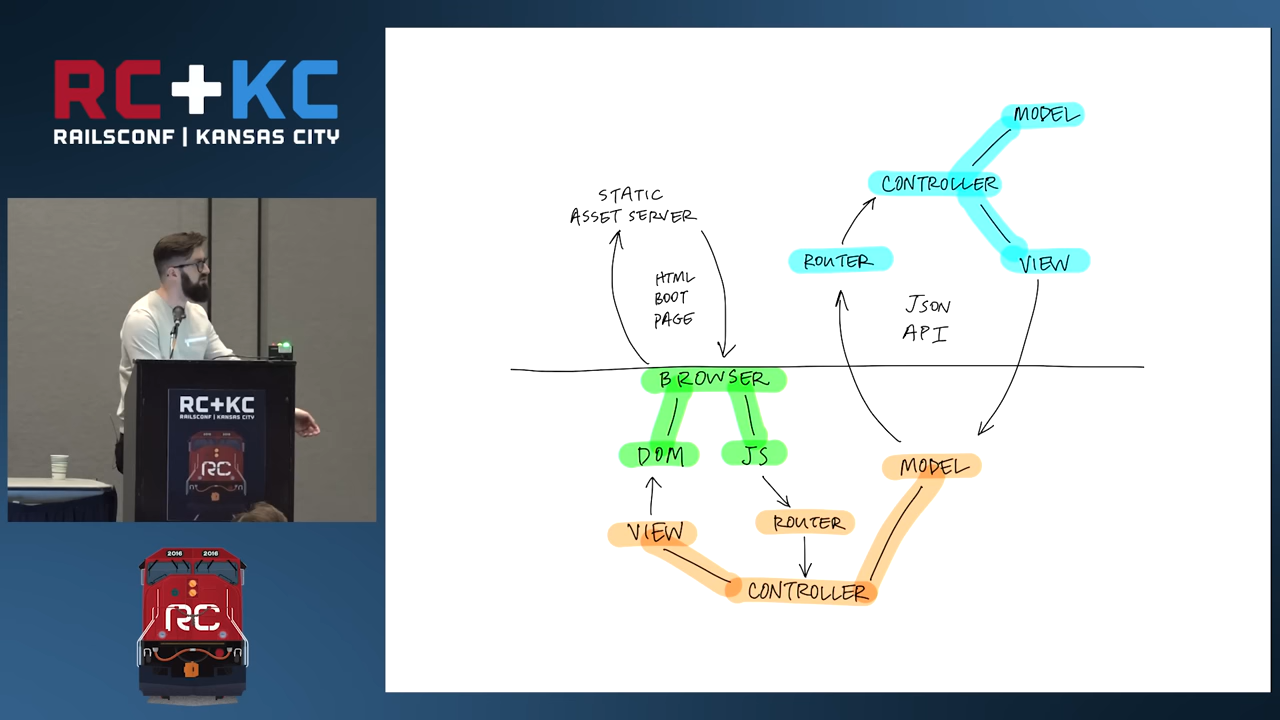 RC+KC
RAILSCONF | KANSAS CITY
RC+KC
RAILSCONF | KANSAS CITY
RC
2016 2016
RC
MODEL
CONTROLLER
STATIC
ASSET SERVER
ROUTER
VIEW
HTML
BOOT
PAGE
JSON
API
BROWSER
DOM
JS
MODEL
VIEW
ROUTER
CONTROLLER